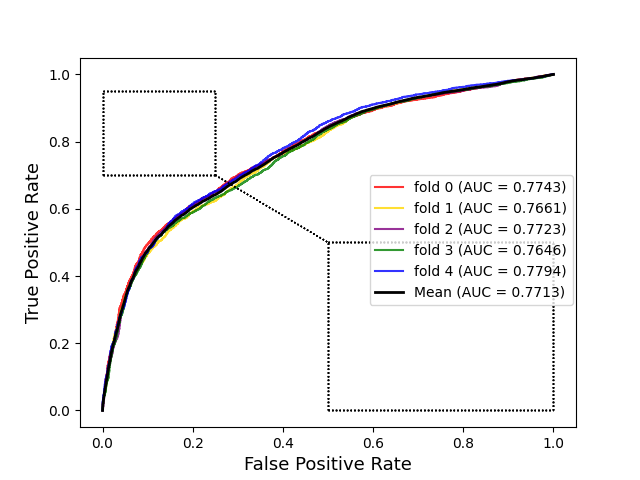 1.0
0.8
0.6
0.4
0.2
0.0
True Positive Rate
fold 0 (AUC = 0.7743)
fold 1 (AUC = 0.7661)
fold 2 (AUC = 0.7723)
fold 3 (AUC = 0.7646)
fold 4 (AUC = 0.7794)
Mean (AUC = 0.7713)
0.0 0.2 0.4 0.6 0.8 1.0
False Positive Rate